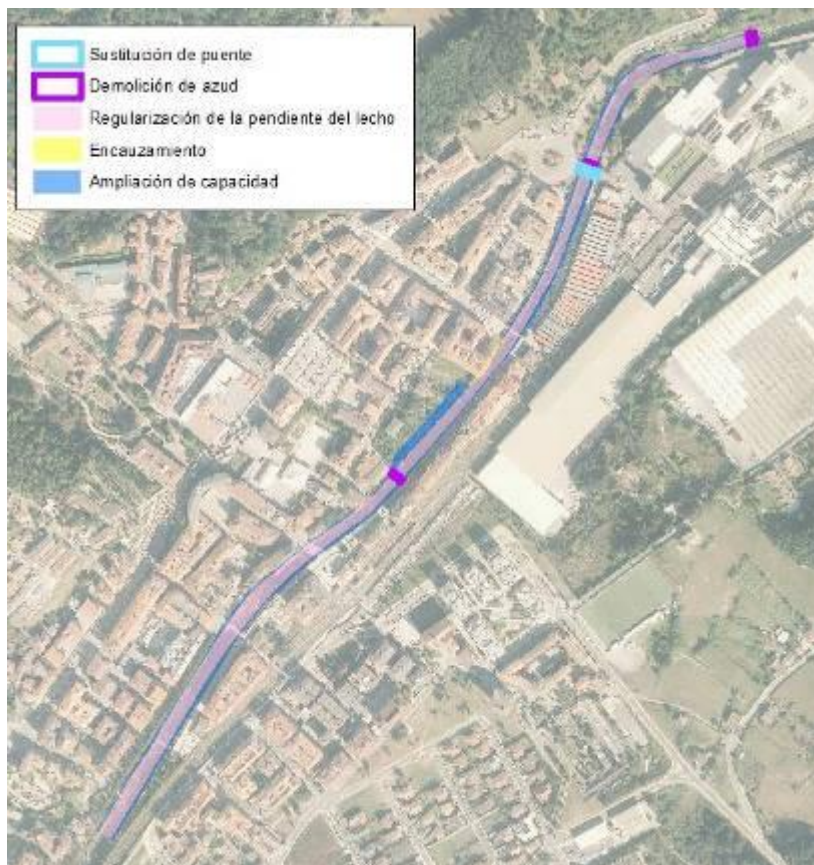 Sustitución de puente
Demolición de azud
Regularización de la pendiente del lecho
Encauzamiento
Ampliación de capacidad